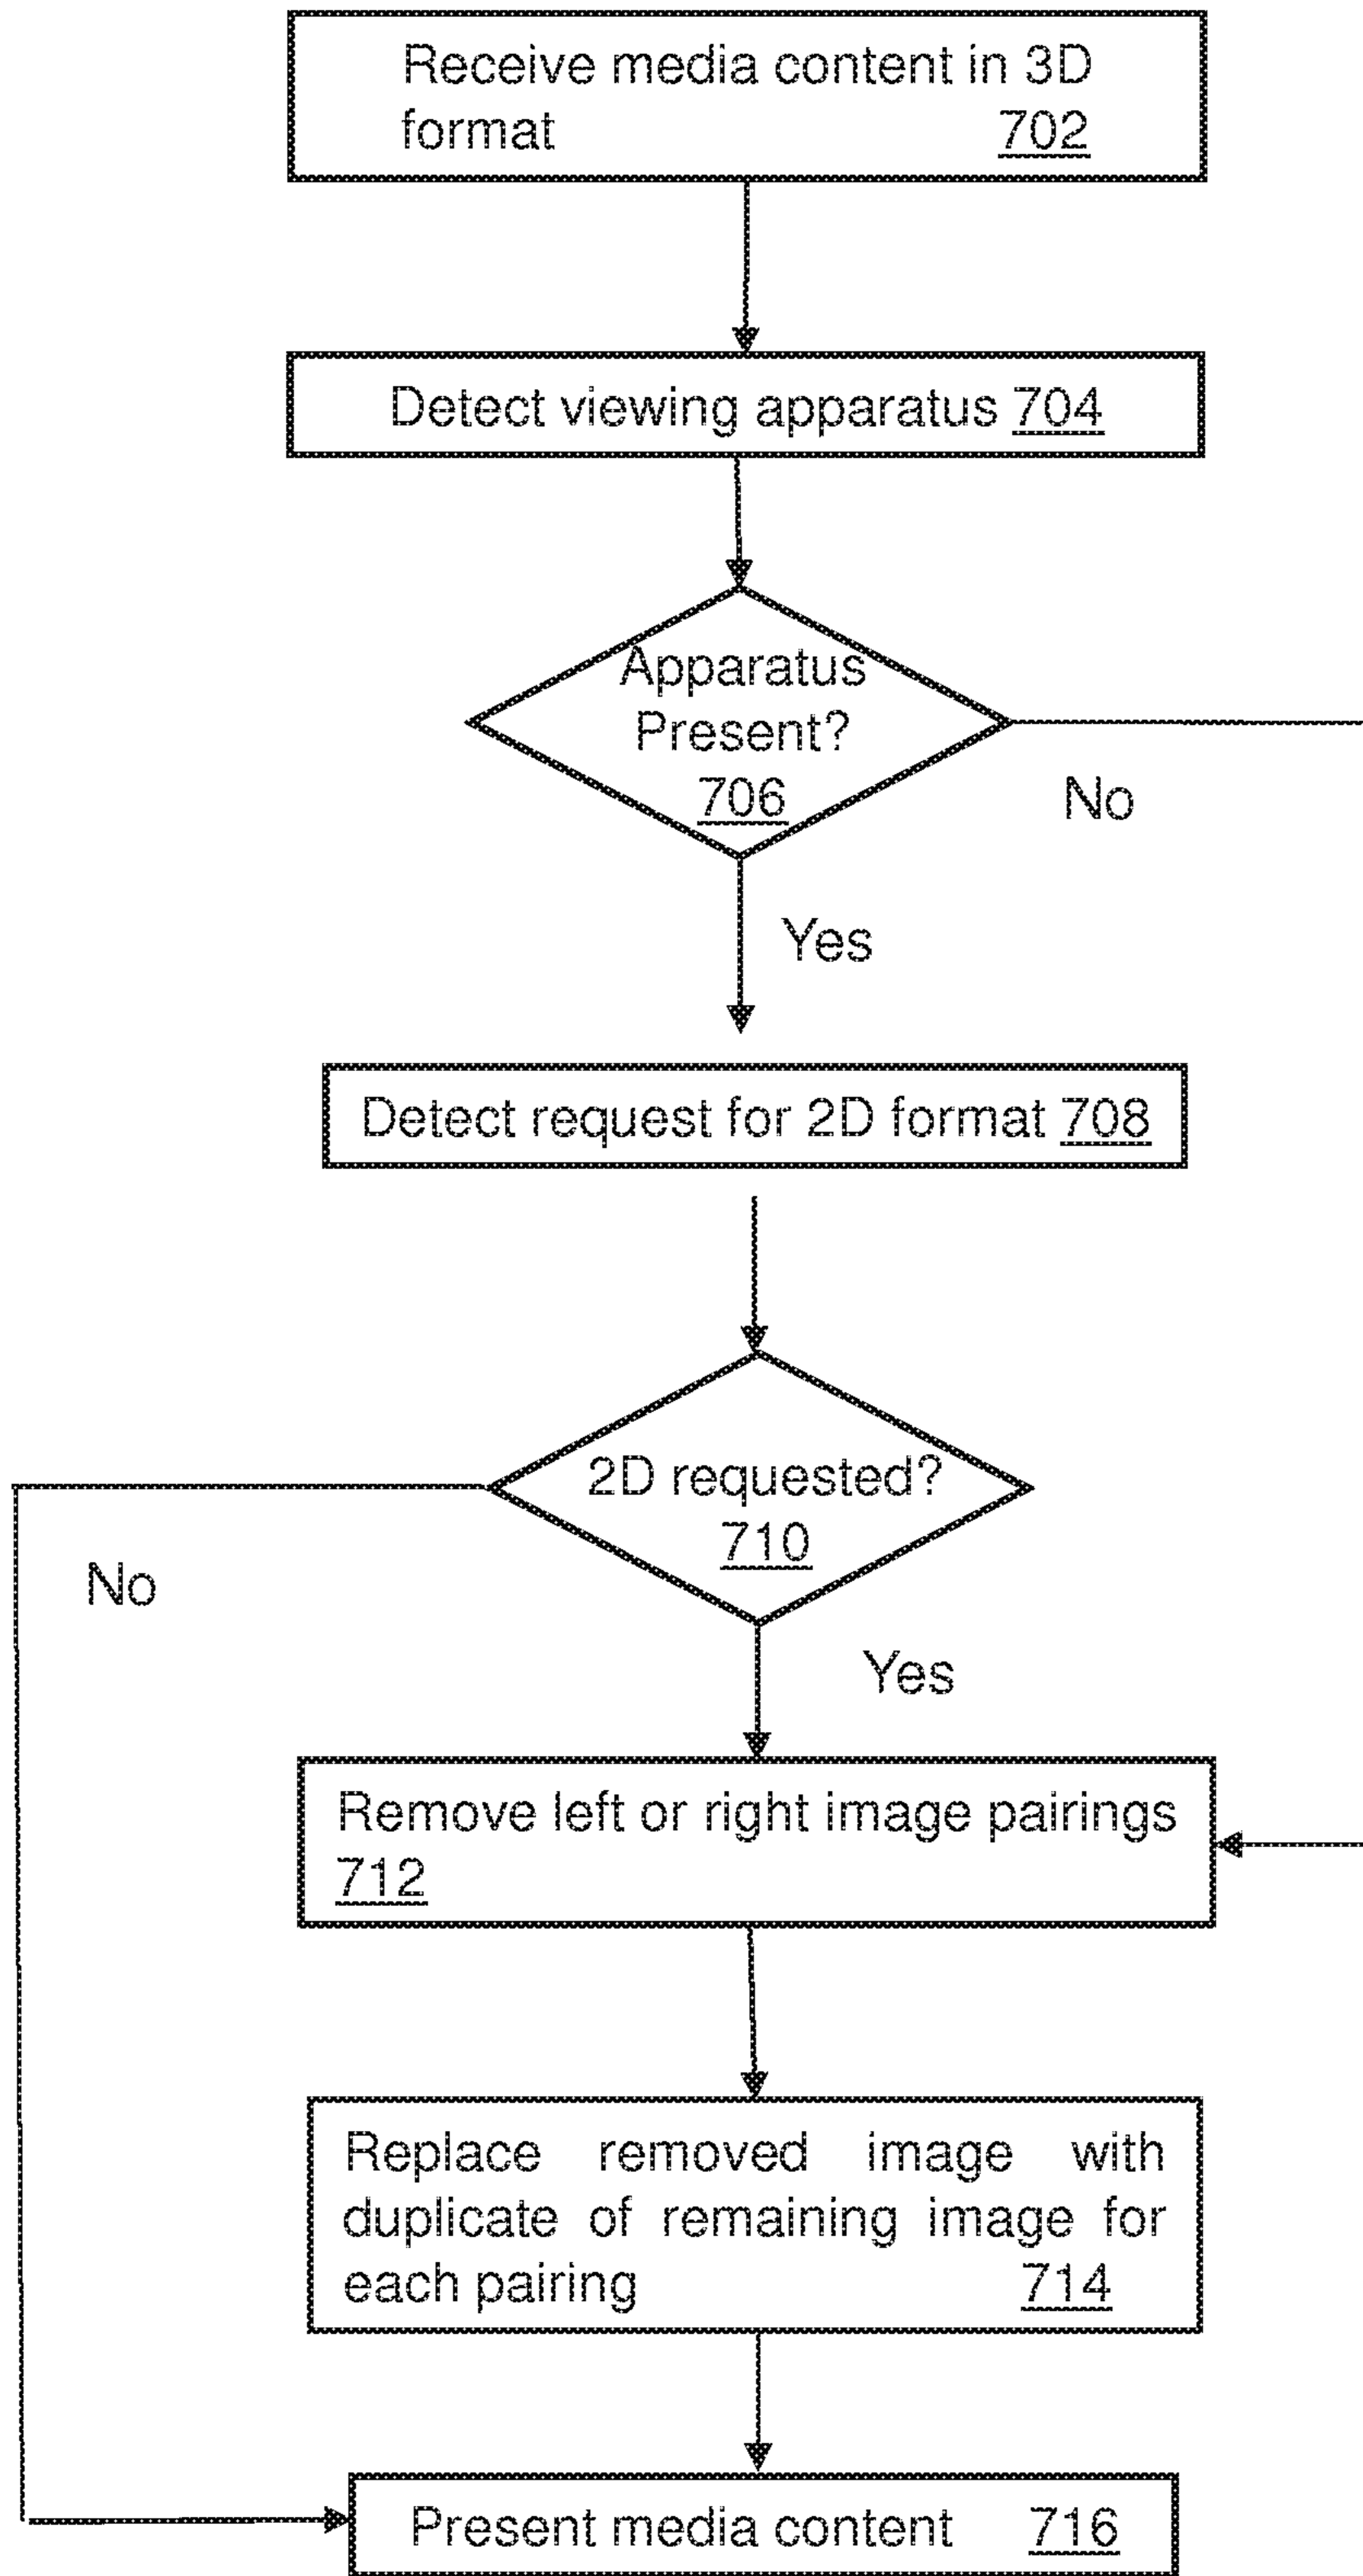 Receive media content in 3D
format 702
Detect viewing apparatus 704
Apparatus
Present?
706
No
Yes
Detect request for 2D format 708
2D requested?
710
No
Yes
Remove left or right image pairings
712
Replace removed image with
duplicate of remaining image for
each pairing 714
Present media content 716